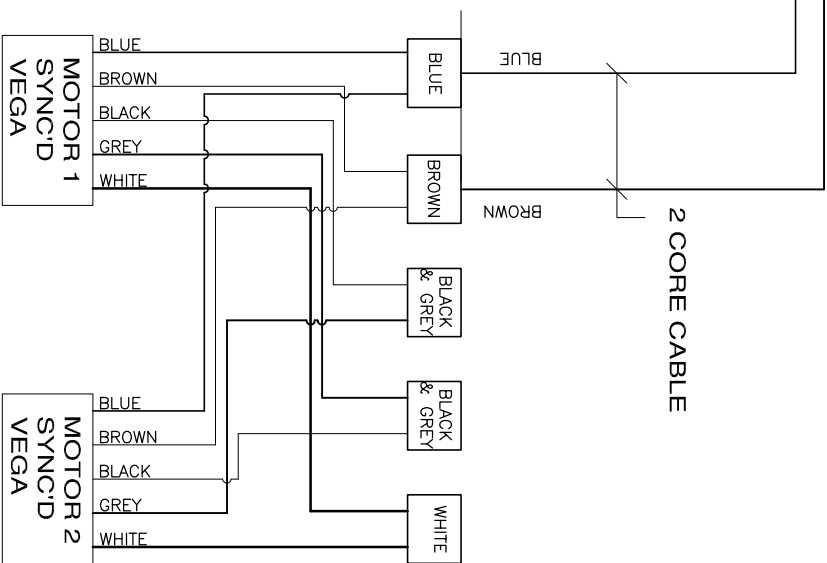 MOTOR 1
SYNC'D
VEGA
BLUE
BROWN
BLACK
GREY
WHITE
BLUE
BROWN
BLACK
& GREY
BLACK
& GREY
WHITE
BLUE
BROWN
2 CORE CABLE
MOTOR 2
SYNC'D
VEGA
BLUE
BROWN
BLACK
GREY
WHITE